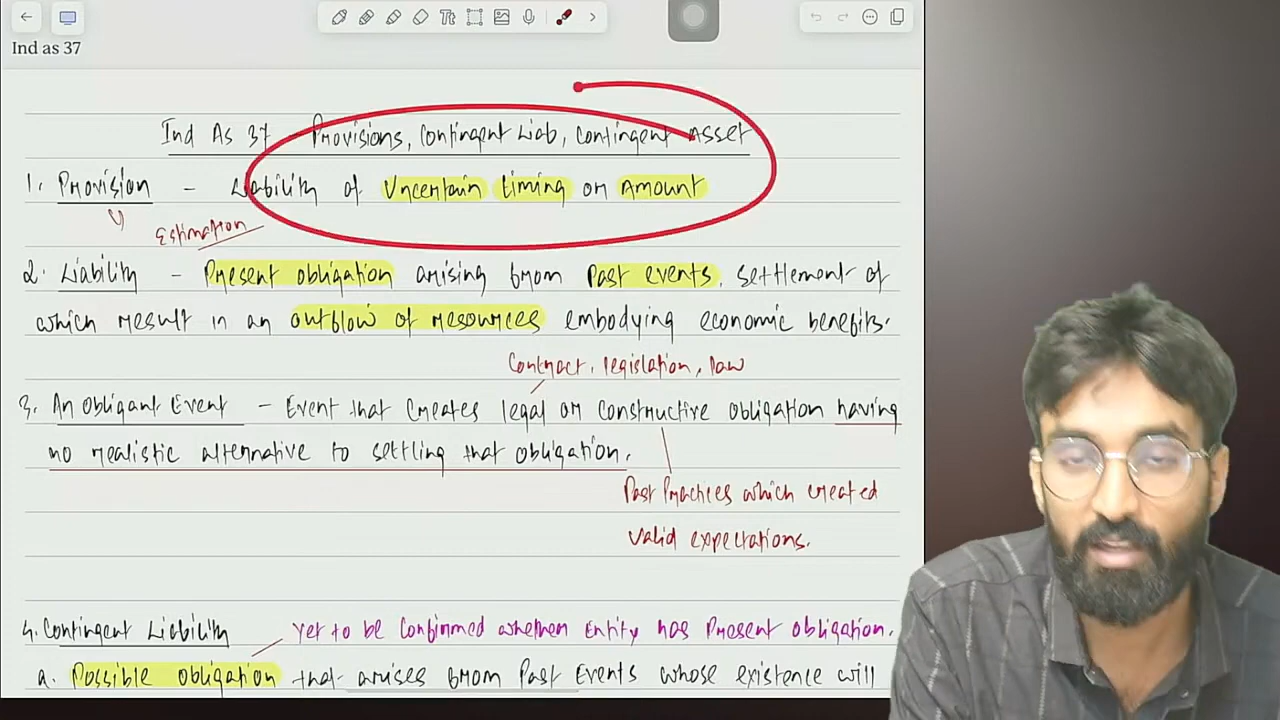 Ind as 37
Ind As 37 - Provisions, Contingent Liab, Contingent Asset
1. Provision - Liability of Uncertain timing or Amount
Estimation
2. Liability - Present obligation arising from Past events, settlement of
which result in an outflow of resources embodying economic benefits.
Contract, legislation, law
3. An Obligant Event - Event that creates legal or constructive obligation having
no realistic alternative to settling that obligation.
Past Practices which created
valid expectations.
4. Contingent Liability
Yet to be Confirmed whether Entity has Present obligation.
a. Possible obligation that arises from Past Events whose existence will